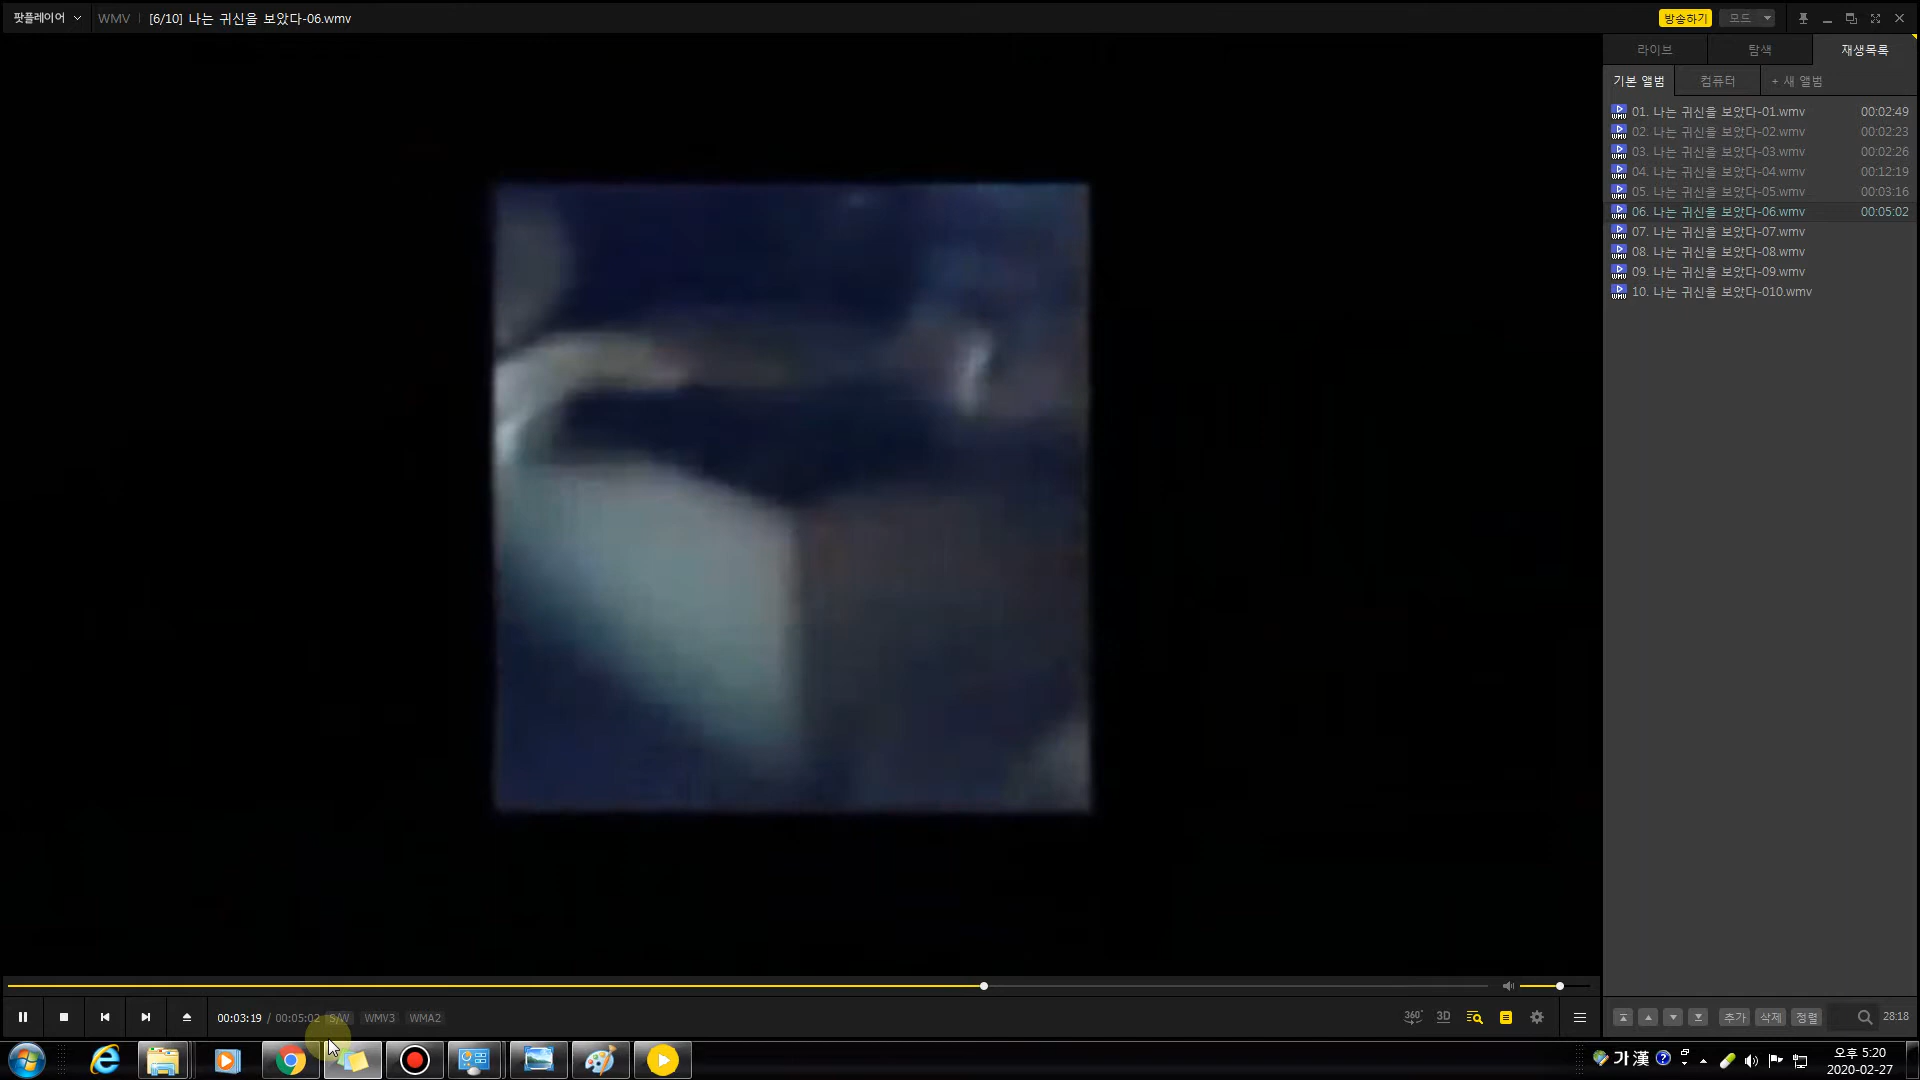 팟플레이어 WMV [6/10] 나는 귀신을 보았다-06.wmv 방송하기 모드
라이브 탐색 재생목록
기본 앨범 컴퓨터 + 새 앨범
01. 나는 귀신을 보았다-01.wmv 00:02:49
02. 나는 귀신을 보았다-02.wmv 00:02:23
03. 나는 귀신을 보았다-03.wmv 00:02:26
04. 나는 귀신을 보았다-04.wmv 00:12:19
05. 나는 귀신을 보았다-05.wmv 00:03:16
06. 나는 귀신을 보았다-06.wmv 00:05:02
07. 나는 귀신을 보았다-07.wmv
08. 나는 귀신을 보았다-08.wmv
09. 나는 귀신을 보았다-09.wmv
10. 나는 귀신을 보았다-010.wmv
00:03:19 / 00:05:02 S/W WMV3 WMA2 360° 3D 추가 삭제 정렬 28:18
가 漢 오후 5:20
2020-02-27